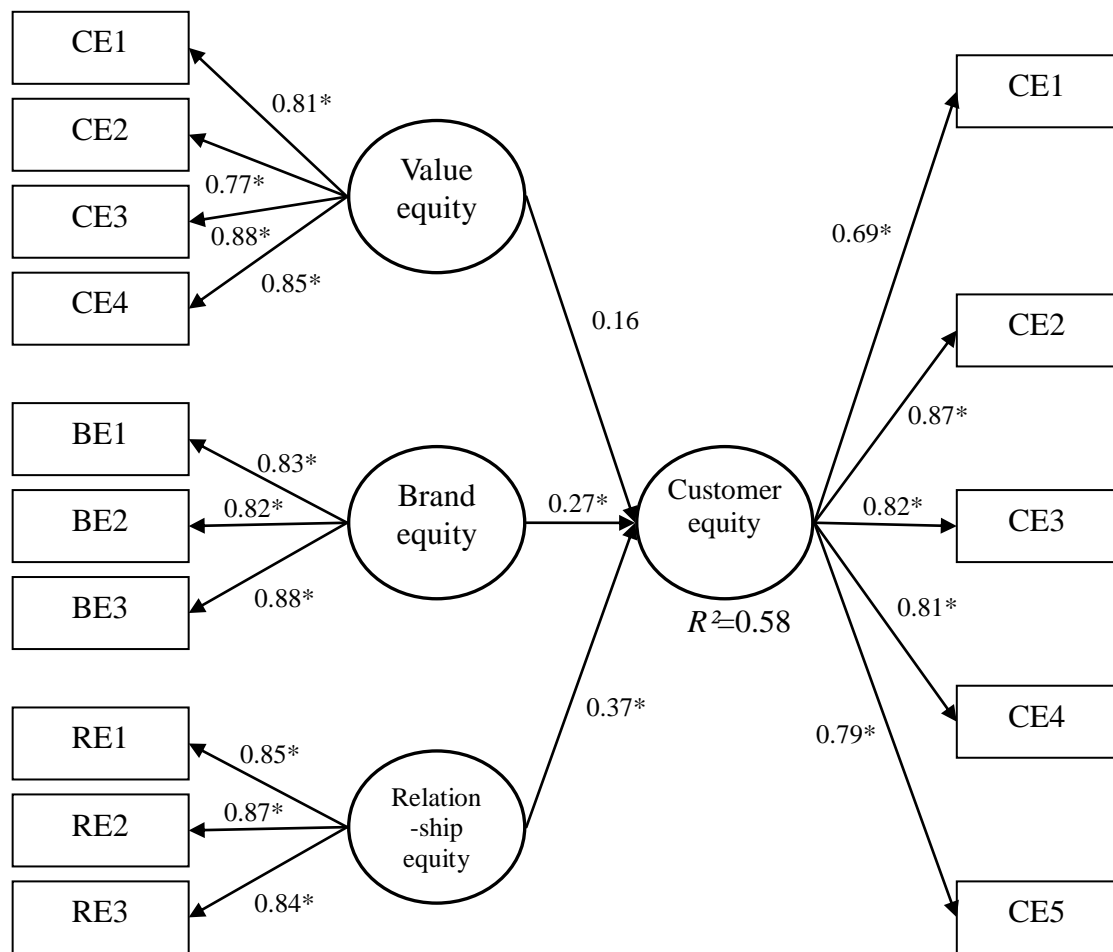 CE1
CE2
CE3
CE4
0.81*
0.77*
0.88*
0.85*
Value
equity
BE1
BE2
BE3
0.83*
0.82*
0.88*
Brand
equity
RE1
RE2
RE3
0.85*
0.87*
0.84*
Relation
-ship
equity
0.16
0.27*
0.37*
Customer
equity
R²=0.58
0.69*
0.87*
0.82*
0.81*
0.79*
CE1
CE2
CE3
CE4
CE5